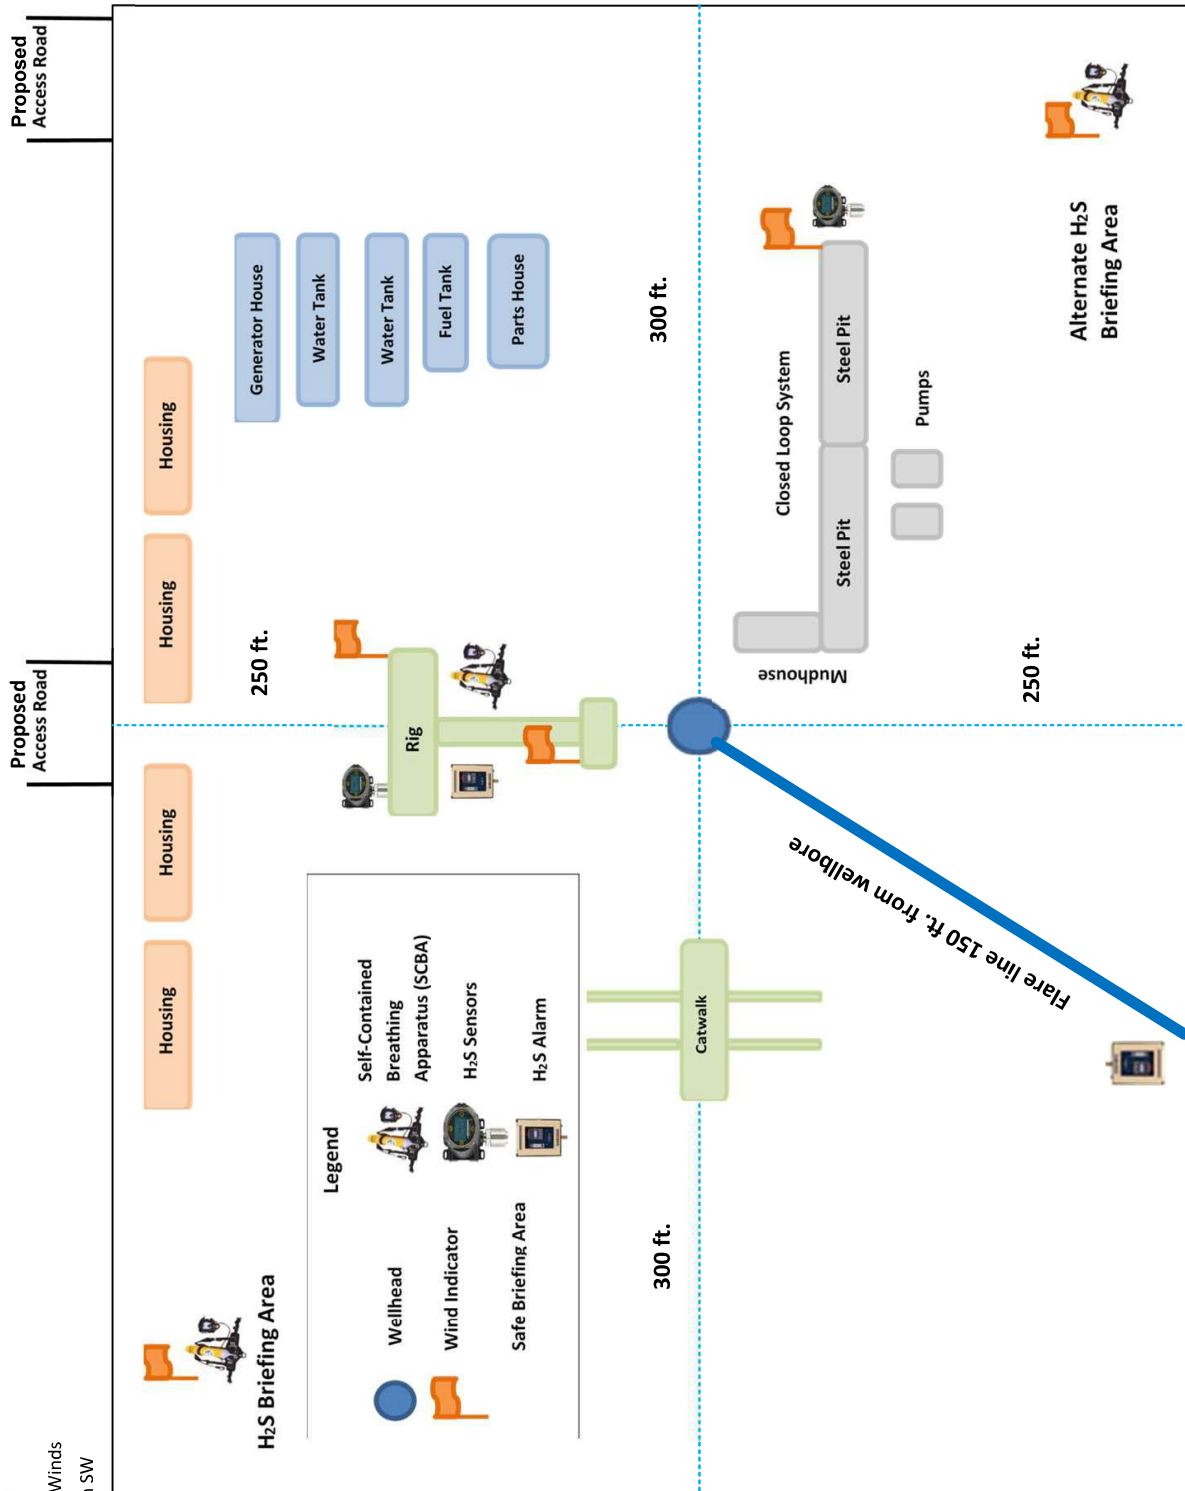 Winds
SW
Proposed
Access Road
Proposed
Access Road
Housing
Housing
Housing
Housing
H₂S Briefing Area
250 ft.
Generator House
Water Tank
Water Tank
Fuel Tank
Parts House
Legend
Wellhead
Wind Indicator
Safe Briefing Area
Self-Contained
Breathing
Apparatus (SCBA)
H₂S Sensors
H₂S Alarm
Rig
300 ft.
300 ft.
Catwalk
Closed Loop System
Mudhouse
Steel Pit
Steel Pit
Pumps
Flare line 150 ft. from wellbore
250 ft.
Alternate H₂S
Briefing Area